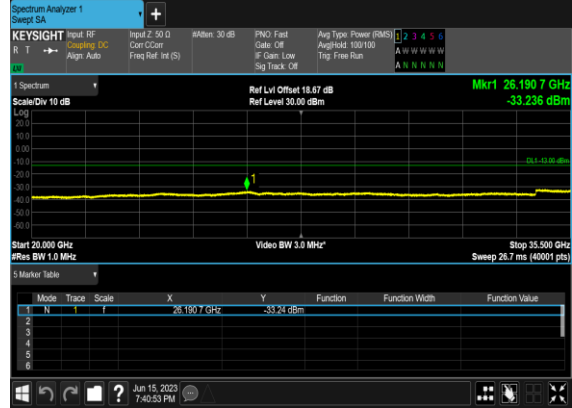 Spectrum Analyzer 1
Swept SA
+
KEYSIGHT
R T
Input: RF
Coupling: DC
Align: Auto
Input Z: 50 Ω
Corr CCorr
Freq Ref: Int (S)
#Atten: 30 dB
PNO: Fast
Gate: Off
IF Gain: Low
Sig Track: Off
Avg Type: Power (RMS)
Avg|Hold: 100/100
Trig: Free Run
1 2 3 4 5 6
A W W W W W
A N N N N N
1 Spectrum
Scale/Div 10 dB
Ref Lvl Offset 18.67 dB
Ref Level 30.00 dBm
Mkr1 26.190 7 GHz
-33.236 dBm
Log
20.0
10.0
0.00
-10.0
-20.0
-30.0
-40.0
-50.0
-60.0
1
DL1 -13.00 dBm
Start 20.000 GHz
#Res BW 1.0 MHz
Video BW 3.0 MHz*
Stop 35.500 GHz
Sweep 26.7 ms (40001 pts)
5 Marker Table
Mode Trace Scale X Y Function Function Width Function Value
1 N 1 f 26.190 7 GHz -33.24 dBm
2
3
4
5
6
?
Jun 15, 2023
7:40:53 PM